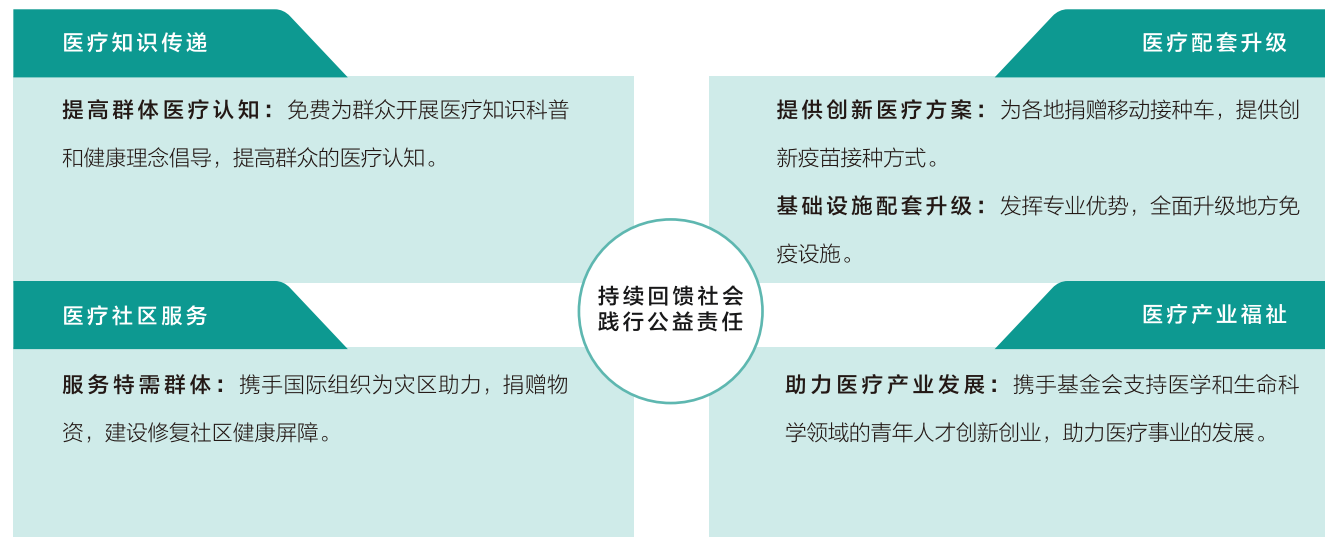 医疗知识传递
提高群体医疗认知：免费为群众开展医疗知识科普
和健康理念倡导，提高群众的医疗认知。
医疗配套升级
提供创新医疗方案：为各地捐赠移动接种车，提供创
新疫苗接种方式。
基础设施配套升级：发挥专业优势，全面升级地方免
疫设施。
持续回馈社会
践行公益责任
医疗社区服务
服务特需群体：携手国际组织为灾区助力，捐赠物
资，建设修复社区健康屏障。
医疗产业福祉
助力医疗产业发展：携手基金会支持医学和生命科
学领域的青年人才创新创业，助力医疗事业的发展。